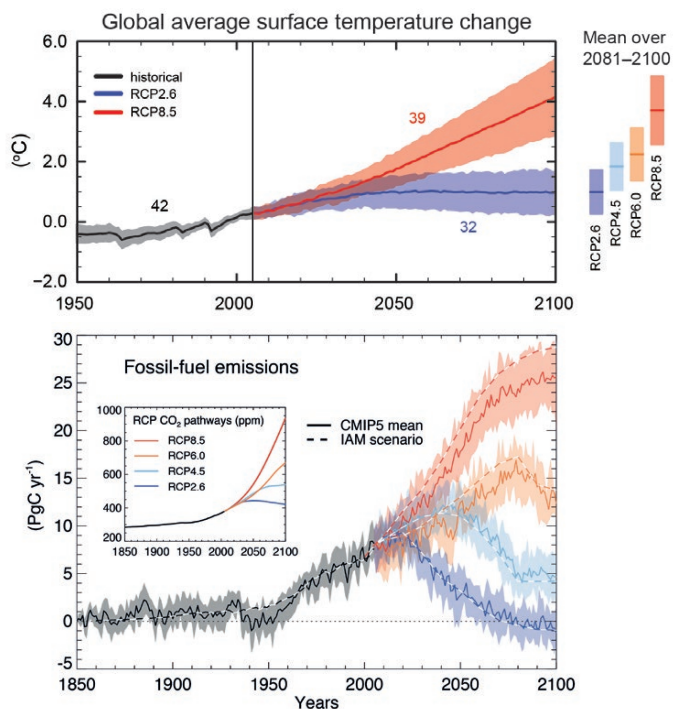 Global average surface temperature change
6.0
4.0
2.0
0.0
−2.0
(°C)
historical
RCP2.6
RCP8.5
42
39
32
1950
2000
2050
2100
Mean over
2081–2100
RCP2.6
RCP4.5
RCP6.0
RCP8.5
30
25
20
15
10
5
0
-5
(PgC yr⁻¹)
Fossil-fuel emissions
1000
800
600
400
200
RCP CO₂ pathways (ppm)
RCP8.5
RCP6.0
RCP4.5
RCP2.6
1850
1900
1950
2000
2050
2100
CMIP5 mean
IAM scenario
1850
1900
1950
2000
2050
2100
Years